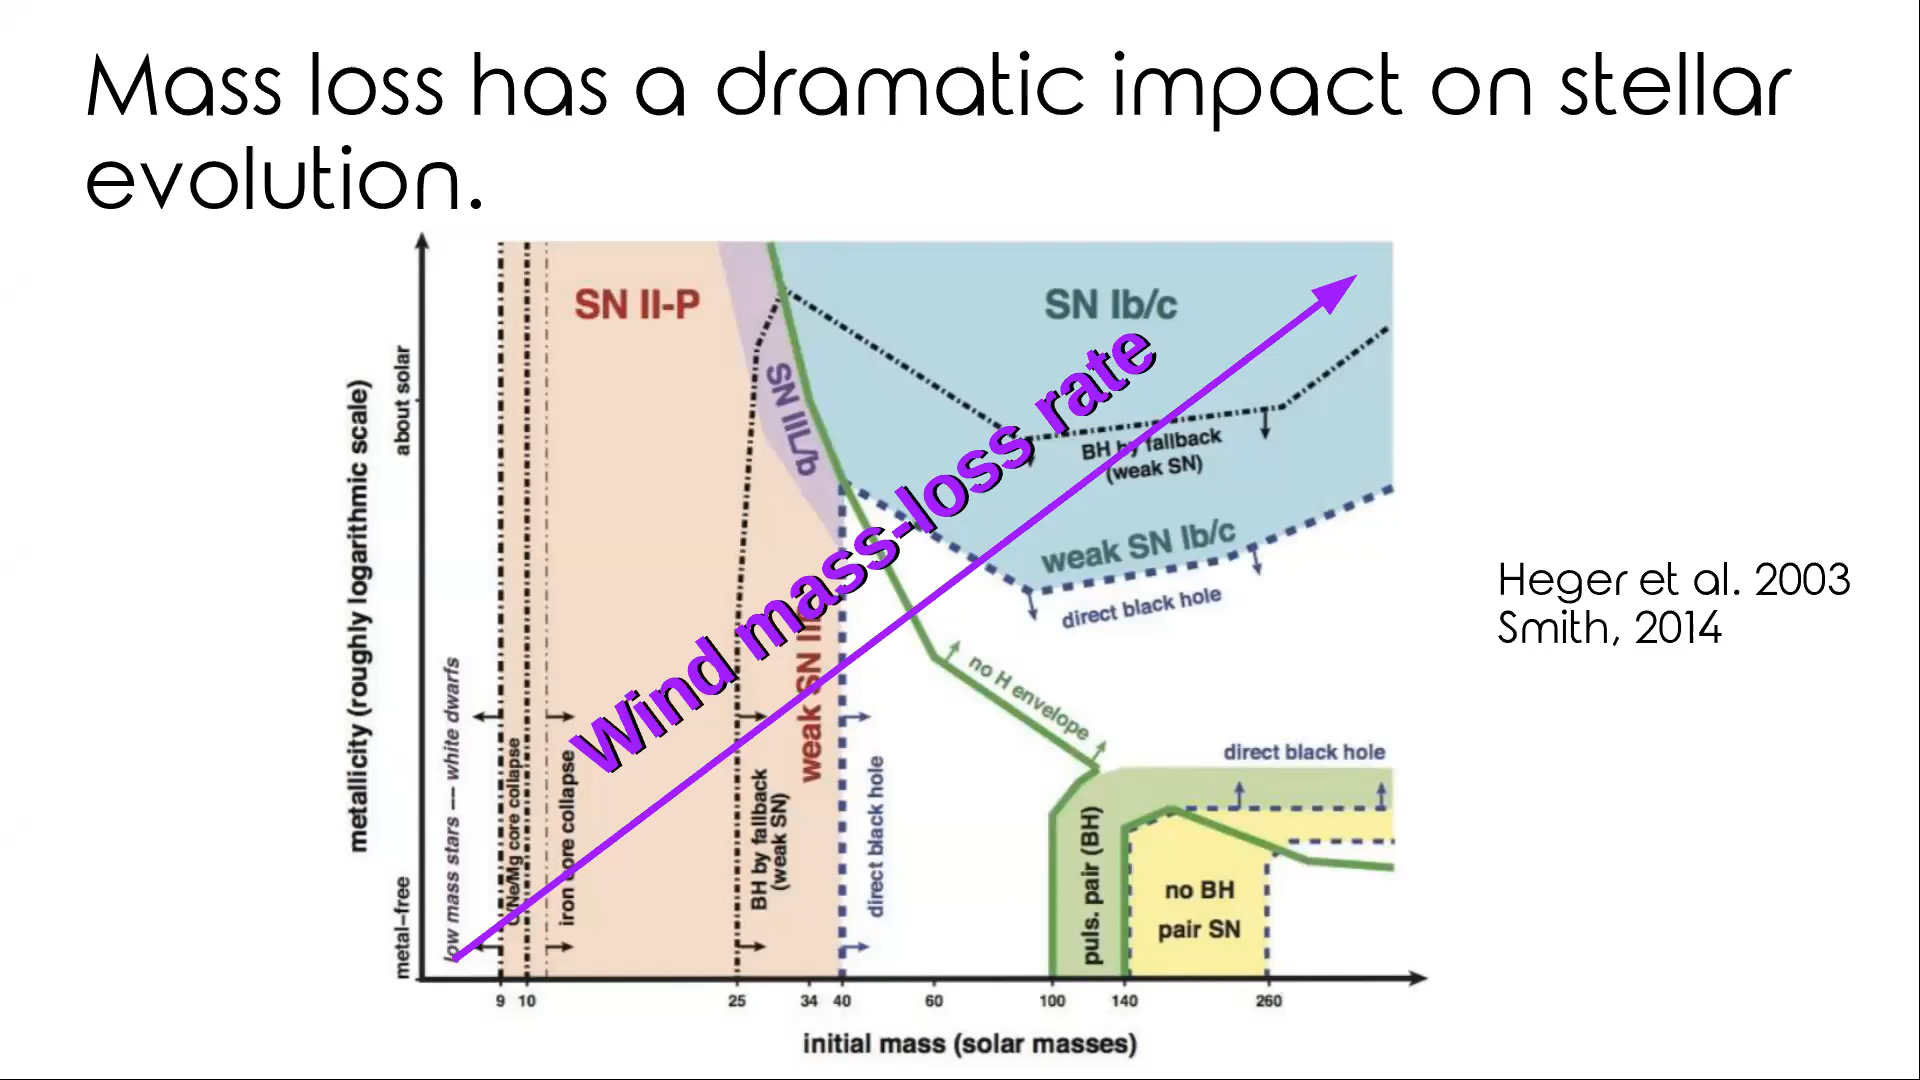 Mass loss has a dramatic impact on stellar
evolution.
SN II-P
SN Ib/c
SN IIL/b
BH by fallback
(weak SN)
weak SN Ib/c
direct black hole
Wind mass-loss rate
Heger et al. 2003
Smith, 2014
metallicity (roughly logarithmic scale)
about solar
metal-free
low mass stars — white dwarfs
O/Ne/Mg core collapse
iron core collapse
BH by fallback
(weak SN)
weak SN
direct black hole
no H envelope
direct black hole
puls. pair (BH)
no BH
pair SN
9 10 25 34 40 60 100 140 260
initial mass (solar masses)